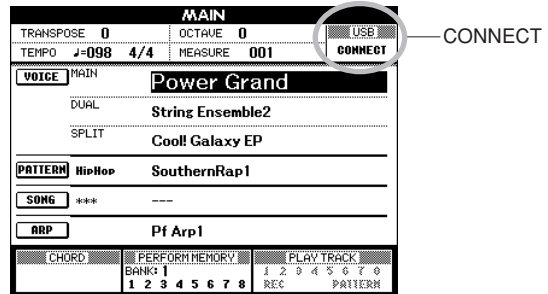 MAIN
TRANSPOSE 0 OCTAVE 0 USB
TEMPO ♩=098 4/4 MEASURE 001 CONNECT
CONNECT
VOICE MAIN Power Grand
DUAL String Ensemble2
SPLIT Cool! Galaxy EP
PATTERN HipHop SouthernRap1
SONG *** ---
ARP Pf Arp1
CHORD PERFORM MEMORY PLAY TRACK
BANK: 1 1 2 3 4 5 6 7 8
1 2 3 4 5 6 7 8 REC PATTERN